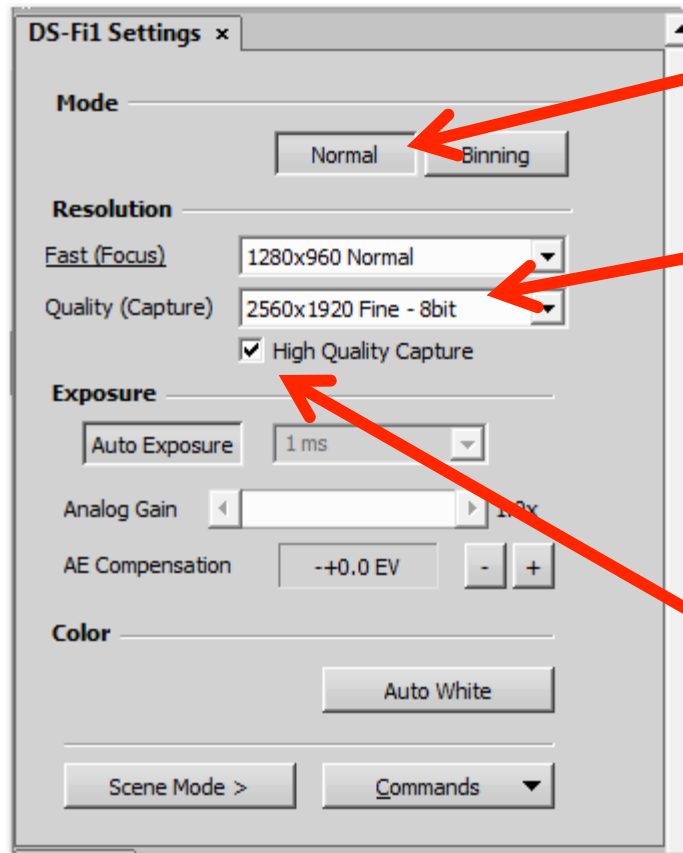 DS-Fi1 Settings ×
Mode
Normal Binning
Resolution
Fast (Focus) 1280x960 Normal
Quality (Capture) 2560x1920 Fine - 8bit
High Quality Capture
Exposure
Auto Exposure 1 ms
Analog Gain
AE Compensation -+0.0 EV - +
Color
Auto White
Scene Mode > Commands